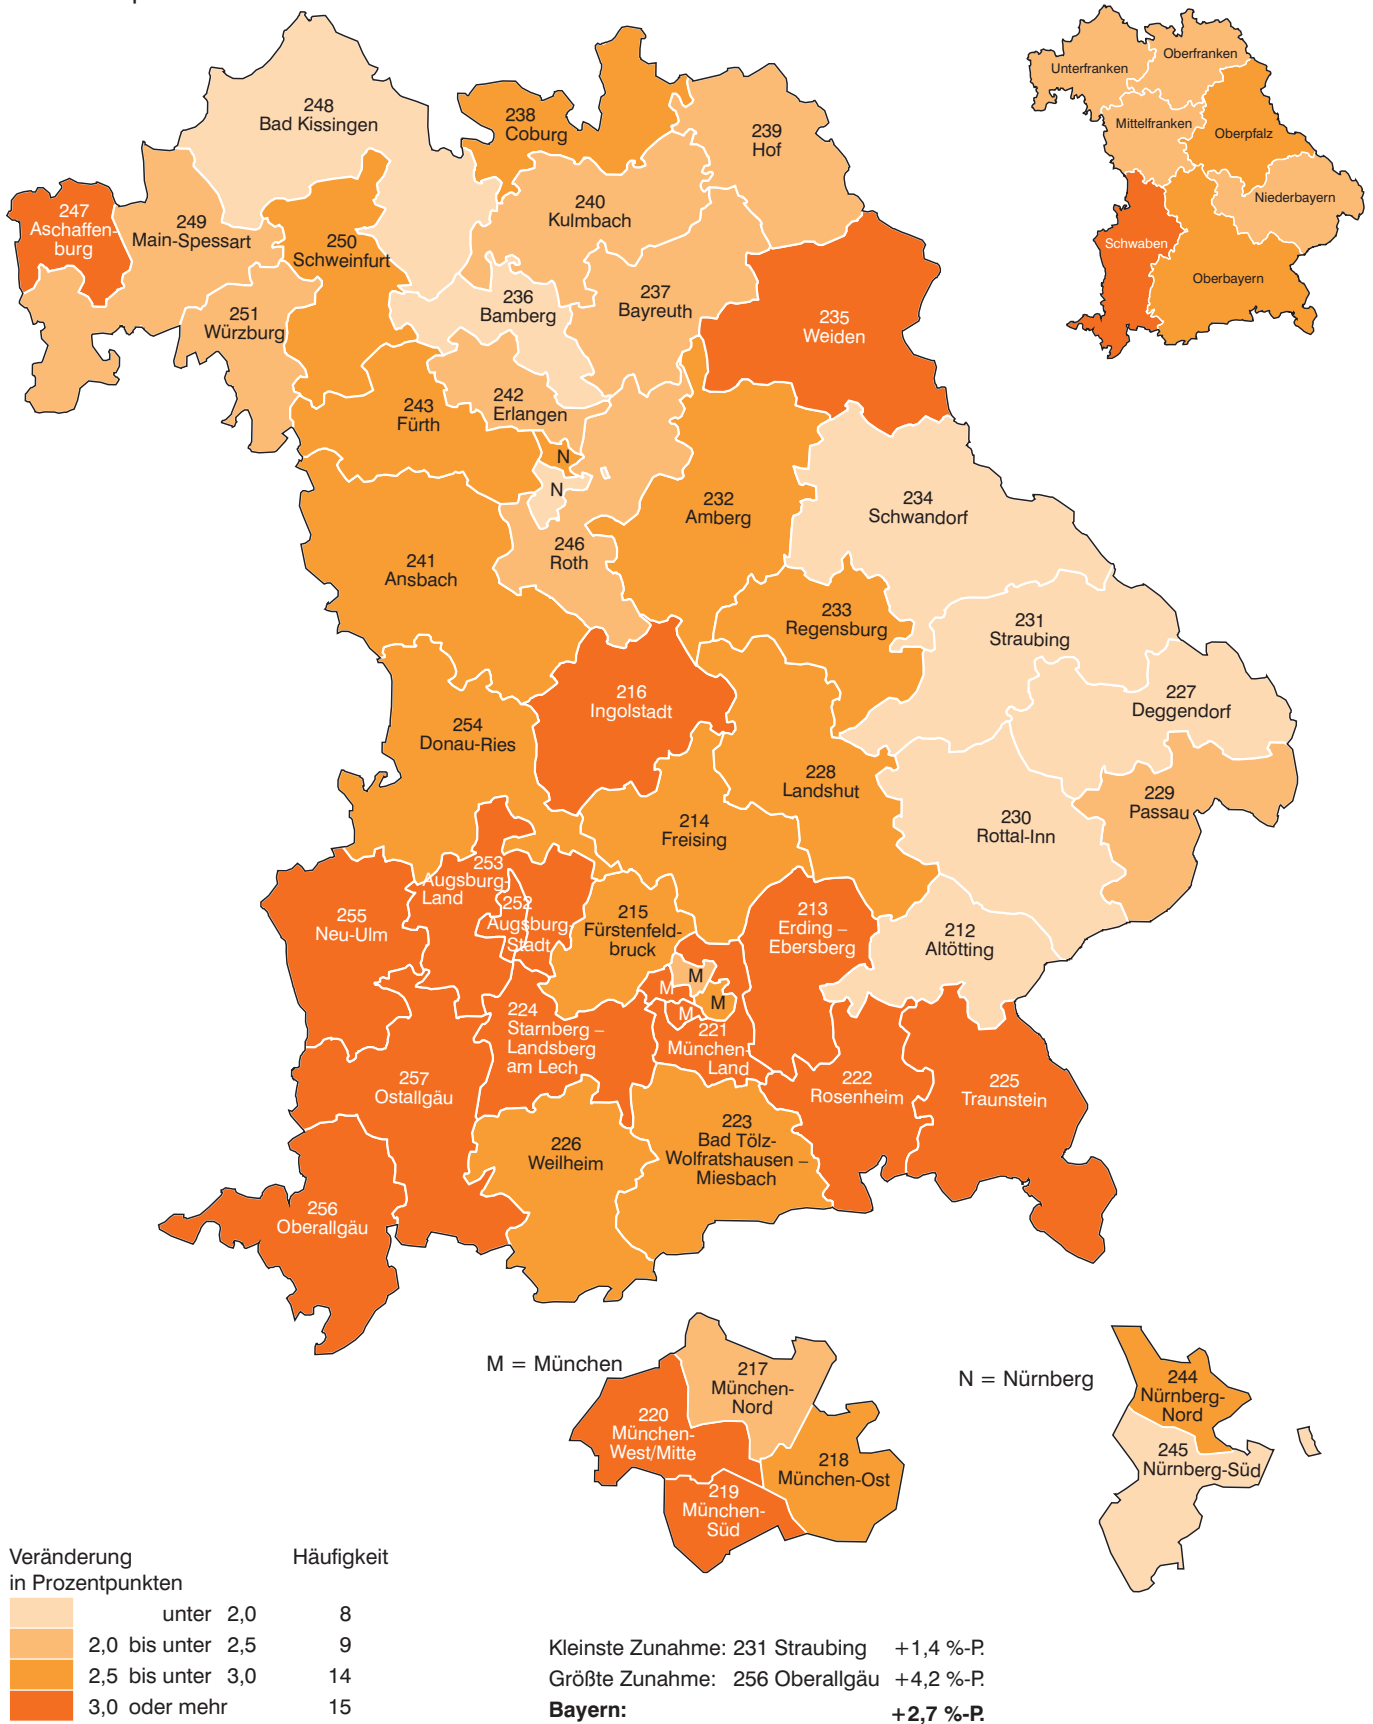 Unterfranken
Oberfranken
Mittelfranken
Oberpfalz
Niederbayern
Schwaben
Oberbayern
248
Bad Kissingen
238
Coburg
239
Hof
247
Aschaffen-
burg
249
Main-Spessart
240
Kulmbach
250
Schweinfurt
236
Bamberg
237
Bayreuth
251
Würzburg
235
Weiden
242
Erlangen
243
Fürth
N
N
232
Amberg
234
Schwandorf
246
Roth
241
Ansbach
233
Regensburg
231
Straubing
216
Ingolstadt
227
Deggendorf
254
Donau-Ries
228
Landshut
229
Passau
230
Rottal-Inn
214
Freising
253
Augsburg-
Land
252
Augsburg-
Stadt
255
Neu-Ulm
215
Fürstenfeld-
bruck
213
Erding –
Ebersberg
212
Altötting
M
M
M
M
224
Starnberg –
Landsberg
am Lech
221
München-
Land
257
Ostallgäu
222
Rosenheim
225
Traunstein
226
Weilheim
223
Bad Tölz-
Wolfratshausen –
Miesbach
256
Oberallgäu
M = München
217
München-
Nord
220
München-
West/Mitte
218
München-Ost
219
München-
Süd
N = Nürnberg
244
Nürnberg-
Nord
245
Nürnberg-Süd
Veränderung Häufigkeit
in Prozentpunkten
unter 2,0 8
2,0 bis unter 2,5 9
2,5 bis unter 3,0 14
3,0 oder mehr 15
Kleinste Zunahme: 231 Straubing +1,4 %-P.
Größte Zunahme: 256 Oberallgäu +4,2 %-P.
Bayern: +2,7 %-P.